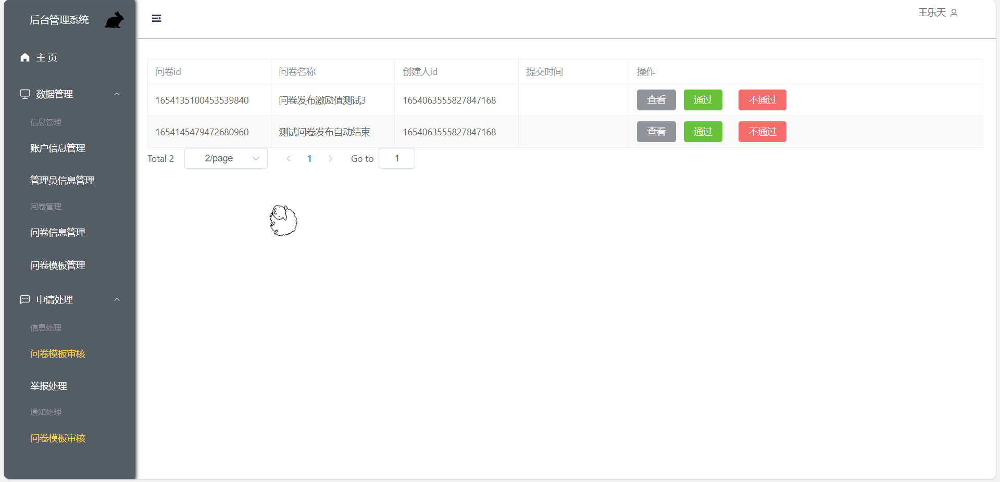 后台管理系统
王乐天
主 页
数据管理
信息管理
账户信息管理
管理员信息管理
问卷管理
问卷信息管理
问卷模板管理
申请处理
信息处理
问卷模板审核
举报处理
通知处理
问卷模板审核
问卷id 问卷名称 创建人id 提交时间 操作
1654135100453539840 问卷发布激励值测试3 1654063555827847168 查看 通过 不通过
1654145479472680960 测试问卷发布自动结束 1654063555827847168 查看 通过 不通过
Total 2 2/page 1 Go to 1